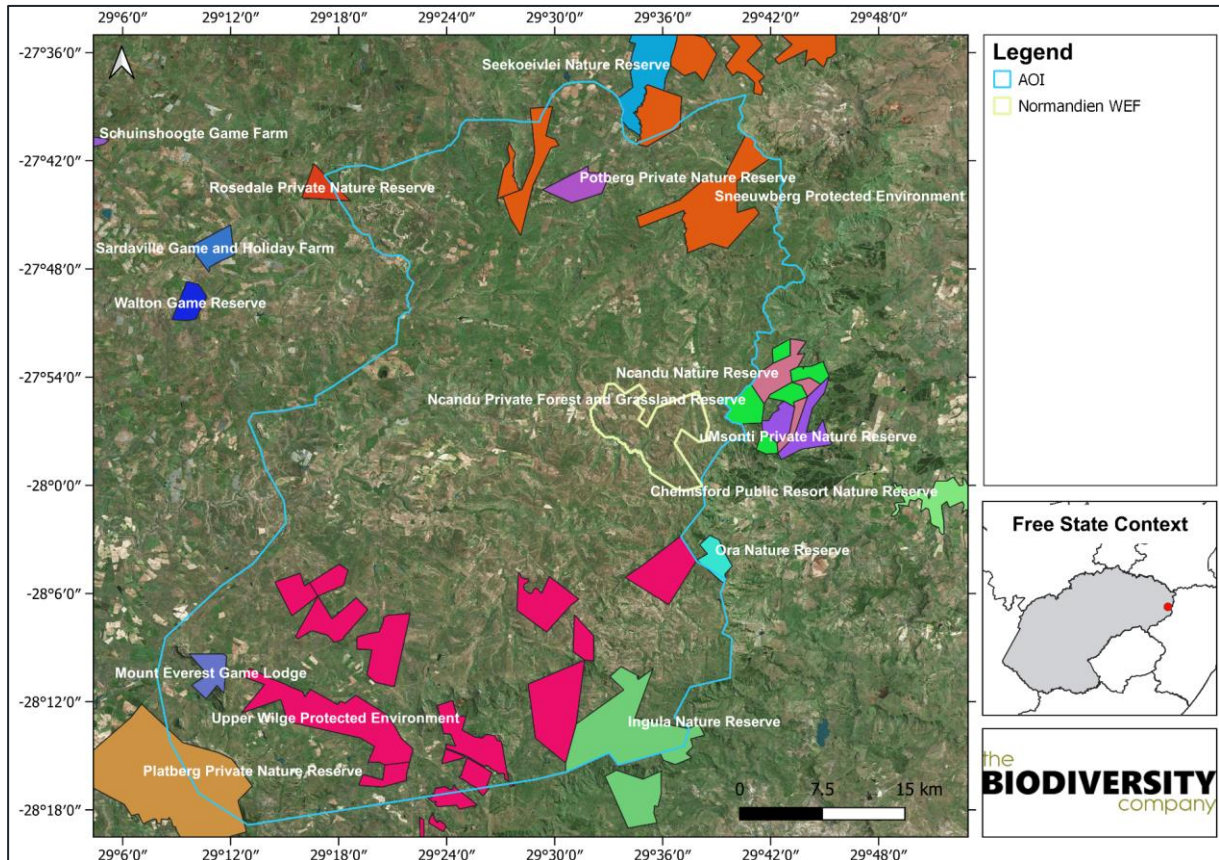 29°6′0″ 29°12′0″ 29°18′0″ 29°24′0″ 29°30′0″ 29°36′0″ 29°42′0″ 29°48′0″
-27°36′0″
-27°42′0″
-27°48′0″
-27°54′0″
-28°0′0″
-28°6′0″
-28°12′0″
-28°18′0″
Seekoeivlei Nature Reserve
Schuinshoogte Game Farm
Rosedale Private Nature Reserve
Potberg Private Nature Reserve
Sneeuwberg Protected Environment
Sardaville Game and Holiday Farm
Walton Game Reserve
Ncandu Nature Reserve
Ncandu Private Forest and Grassland Reserve
uMsonti Private Nature Reserve
Chelmsford Public Resort Nature Reserve
Ora Nature Reserve
Mount Everest Game Lodge
Upper Wilge Protected Environment
Ingula Nature Reserve
Platberg Private Nature Reserve
0 7.5 15 km
29°6′0″ 29°12′0″ 29°18′0″ 29°24′0″ 29°30′0″ 29°36′0″ 29°42′0″ 29°48′0″
Legend
AOI
Normandien WEF
Free State Context
the
BIODIVERSITY
company